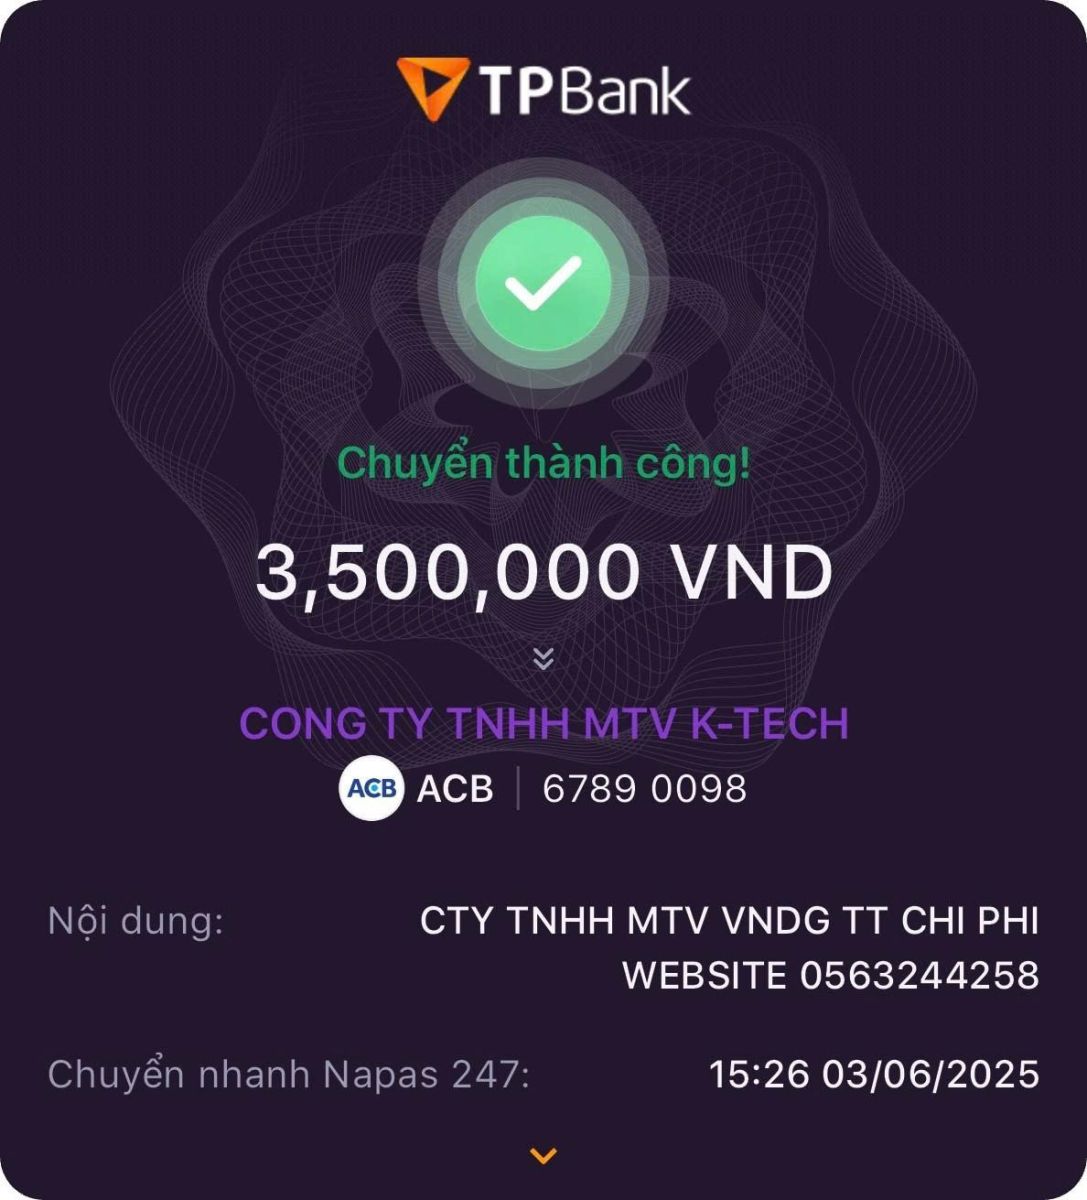 TPBank
Chuyển thành công!
3,500,000 VND
CONG TY TNHH MTV K-TECH
ACB ACB | 6789 0098
Nội dung: CTY TNHH MTV VNDG TT CHI PHI
WEBSITE 0563244258
Chuyển nhanh Napas 247: 15:26 03/06/2025